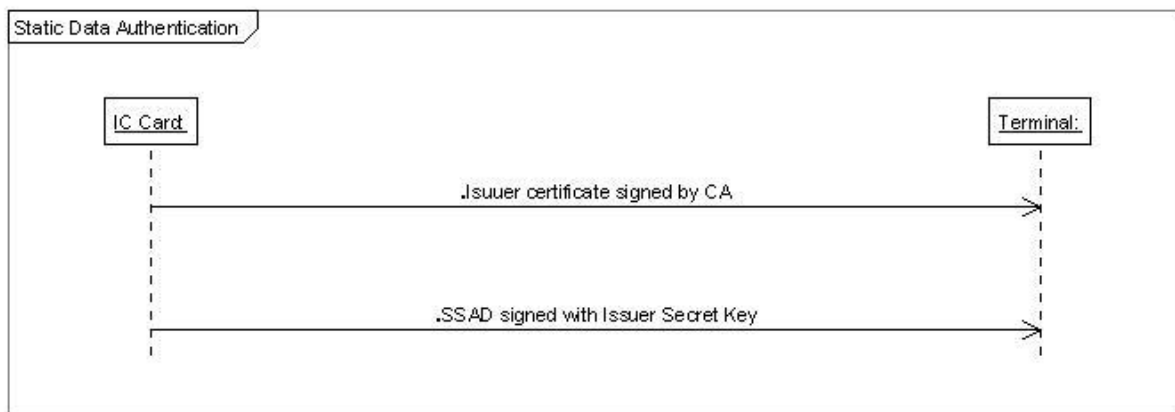 Static Data Authentication
IC Card:
Terminal:
.Isuuer certificate signed by CA
.SSAD signed with Issuer Secret Key